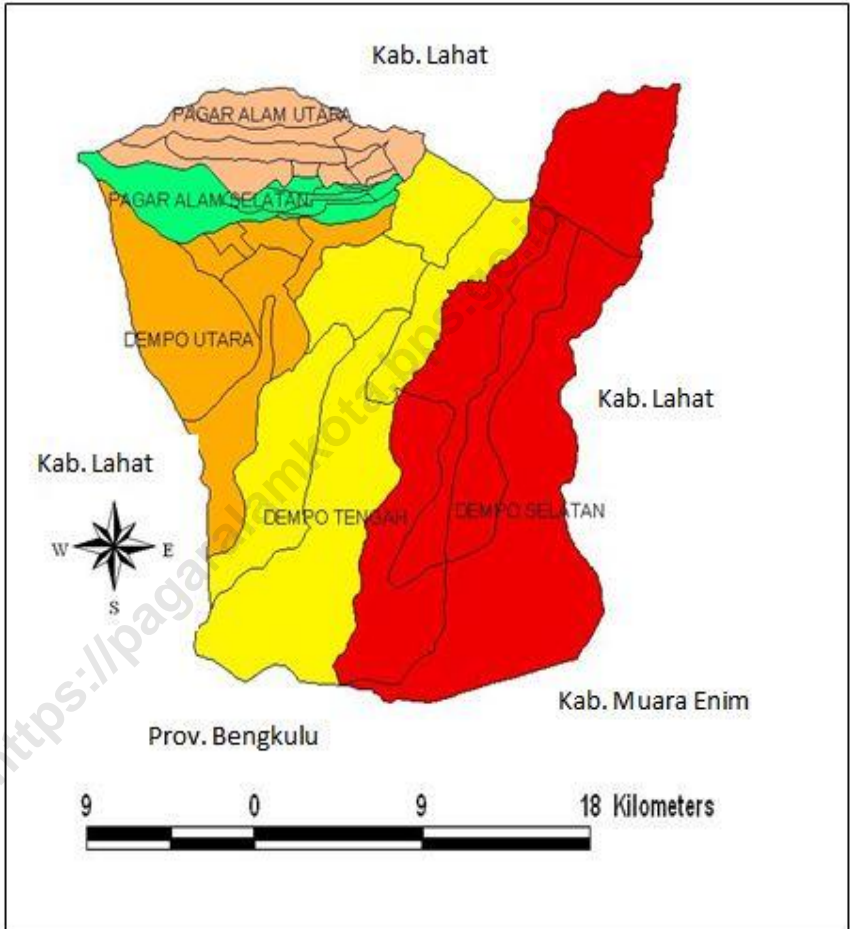 Kab. Lahat
PAGAR ALAM UTARA
PAGAR ALAM SELATAN
DEMPO UTARA
Kab. Lahat
Kab. Lahat
DEMPO TENGAH
DEMPO SELATAN
W E
S
Kab. Muara Enim
Prov. Bengkulu
9 0 9 18 Kilometers
https://pagaralamkota.bps.go.id